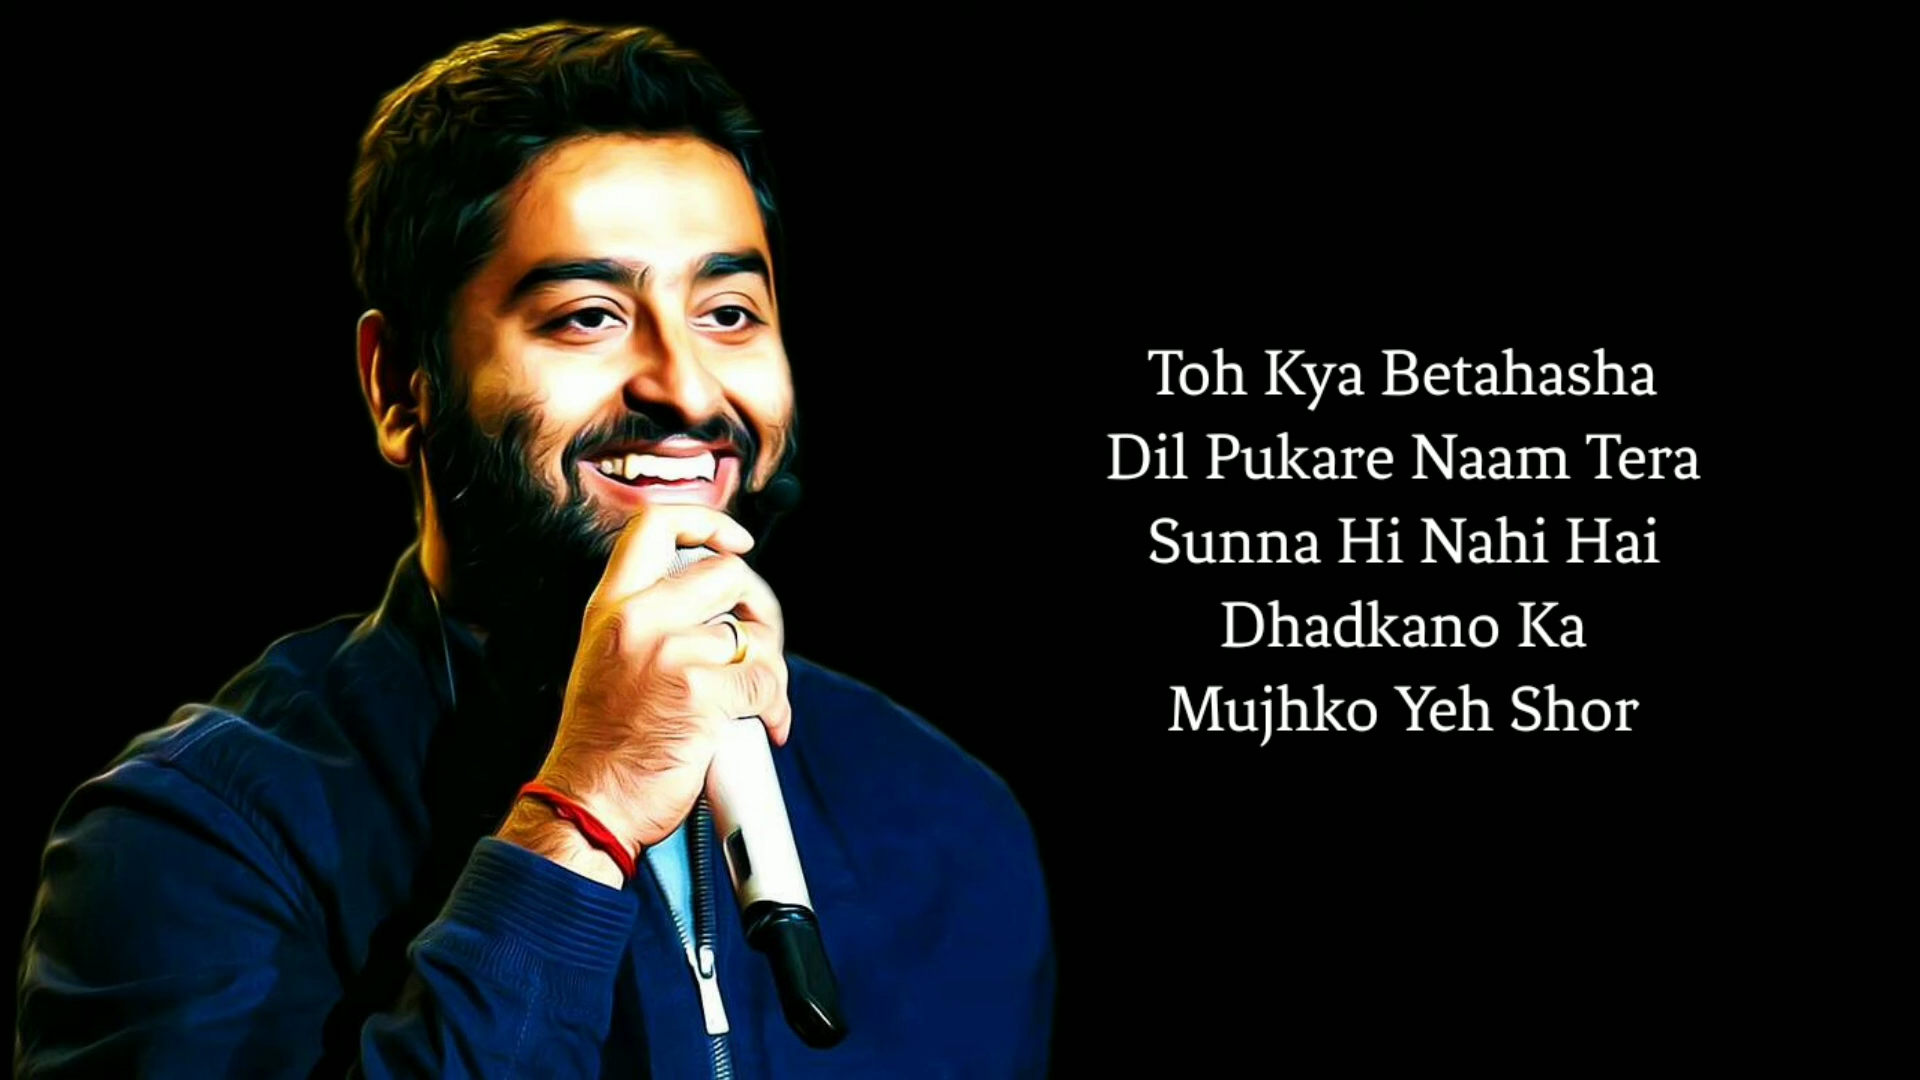 Toh Kya Betahasha
Dil Pukare Naam Tera
Sunna Hi Nahi Hai
Dhadkano Ka
Mujhko Yeh Shor